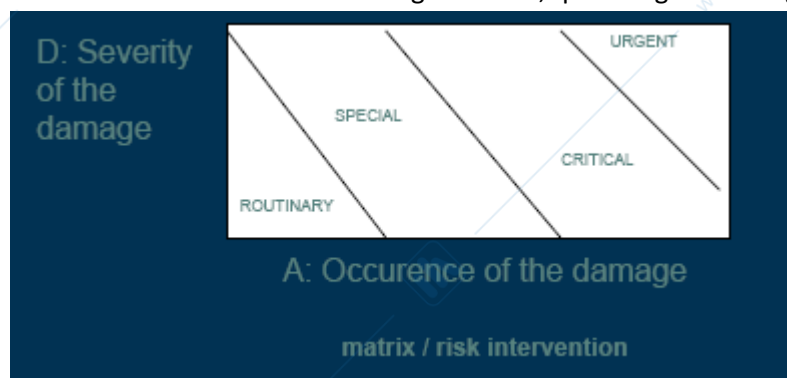 D: Severity
of the
damage
URGENT
SPECIAL
CRITICAL
ROUTINARY
A: Occurence of the damage
matrix / risk intervention